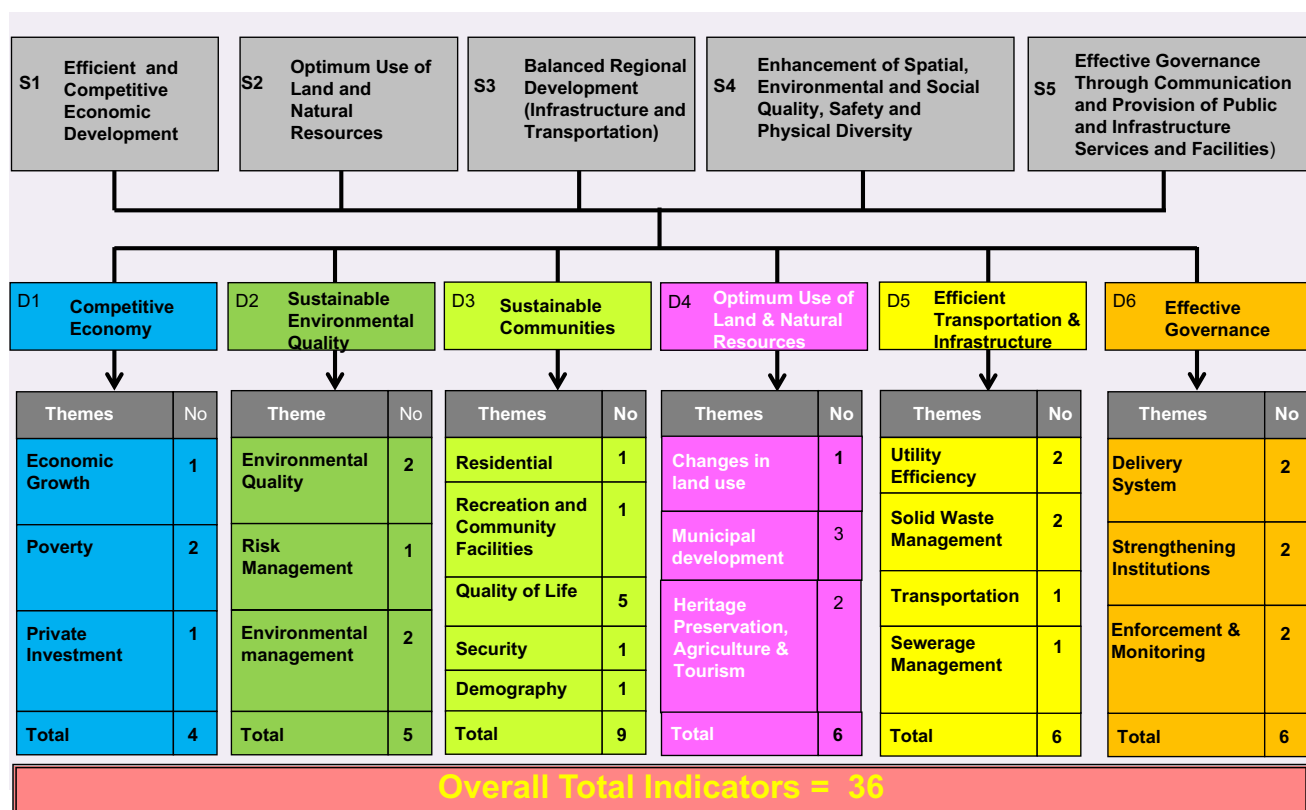 S1 Efficient and
Competitive
Economic
Development
S2 Optimum Use of
Land and
Natural
Resources
S3 Balanced Regional
Development
(Infrastructure and
Transportation)
S4 Enhancement of Spatial,
Environmental and Social
Quality, Safety and
Physical Diversity
S5 Effective Governance
Through Communication
and Provision of Public
and Infrastructure
Services and Facilities)
D1 Competitive
Economy
D2 Sustainable
Environmental
Quality
D3 Sustainable
Communities
D4 Optimum Use of
Land & Natural
Resources
D5 Efficient
Transportation &
Infrastructure
D6 Effective
Governance
Themes No
Economic
Growth 1
Poverty 2
Private
Investment 1
Total 4
Theme No
Environmental
Quality 2
Risk
Management 1
Environmental
management 2
Total 5
Themes No
Residential 1
Recreation and
Community
Facilities 1
Quality of Life 5
Security 1
Demography 1
Total 9
Themes No
Changes in
land use 1
Municipal
development 3
Heritage
Preservation,
Agriculture &
Tourism 2
Total 6
Themes No
Utility
Efficiency 2
Solid Waste
Management 2
Transportation 1
Sewerage
Management 1
Total 6
Themes No
Delivery
System 2
Strengthening
Institutions 2
Enforcement &
Monitoring 2
Total 6
Overall Total Indicators = 36